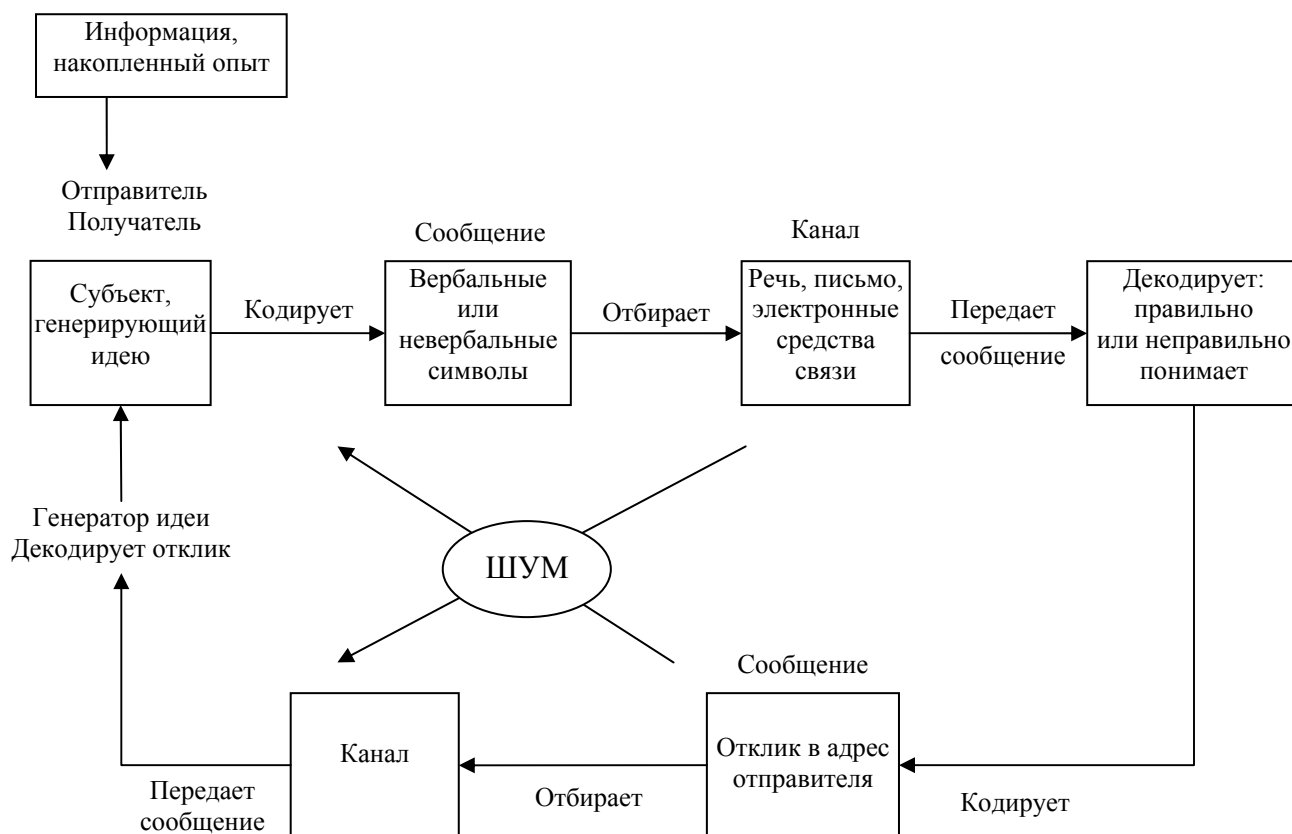 Информация,
накопленный опыт
Отправитель
Получатель
Сообщение
Канал
Субъект,
генерирующий
идею
Кодирует
Вербальные
или
невербальные
символы
Отбирает
Речь, письмо,
электронные
средства
связи
Передает
сообщение
Декодирует:
правильно
или неправильно
понимает
Генератор идеи
Декодирует отклик
ШУМ
Сообщение
Передает
сообщение
Канал
Отбирает
Отклик в адрес
отправителя
Кодирует